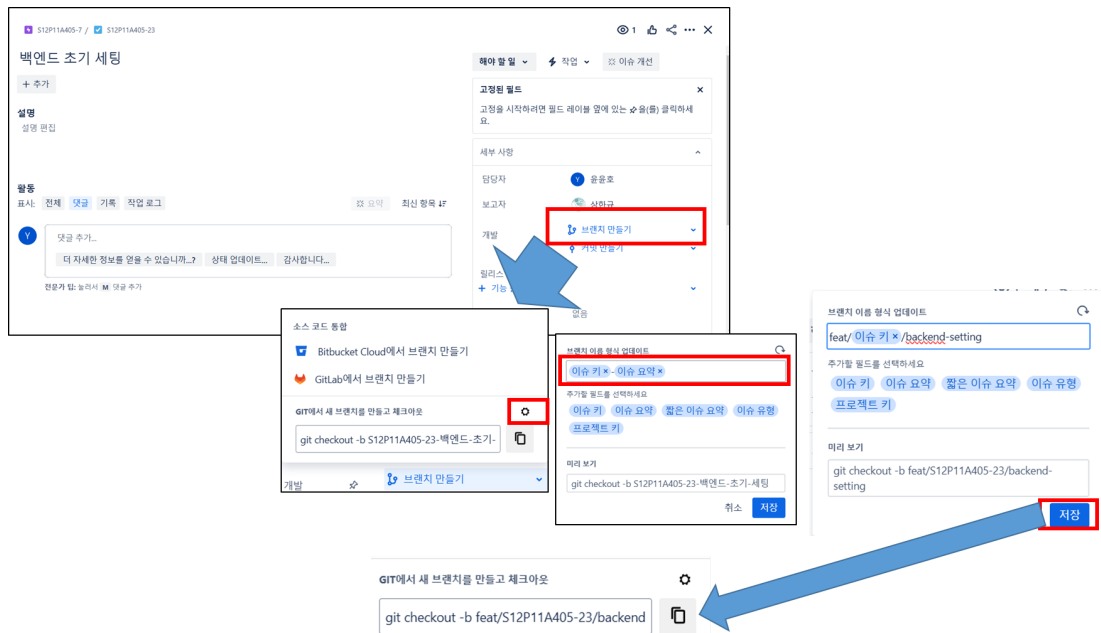 S12P11A405-7 / S12P11A405-23
1
백엔드 초기 세팅
+ 추가
설명
설명 편집
활동
표시: 전체 댓글 기록 작업 로그
요약 최신 항목
Y
댓글 추가...
더 자세한 정보를 얻을 수 있습니까...? 상태 업데이트... 감사합니다...
전문가 팁: 눌러서 M 댓글 추가
해야 할 일 작업 이슈 개선
고정된 필드
고정을 시작하려면 필드 레이블 옆에 있는 을(를) 클릭하세
요.
세부 사항
담당자 Y 윤윤호
보고자 상한규
개발 브랜치 만들기
커밋 만들기
릴리스
+ 기능
없음
소스 코드 통합
Bitbucket Cloud에서 브랜치 만들기
GitLab에서 브랜치 만들기
GIT에서 새 브랜치를 만들고 체크아웃
git checkout -b S12P11A405-23-백엔드-초기-
개발 브랜치 만들기
브랜치 이름 형식 업데이트
이슈 키 × - 이슈 요약 ×
추가할 필드를 선택하세요
이슈 키 이슈 요약 짧은 이슈 요약 이슈 유형
프로젝트 키
미리 보기
git checkout -b S12P11A405-23-백엔드-초기-세팅
취소 저장
브랜치 이름 형식 업데이트
feat/ 이슈 키 × /backend-setting
추가할 필드를 선택하세요
이슈 키 이슈 요약 짧은 이슈 요약 이슈 유형
프로젝트 키
미리 보기
git checkout -b feat/S12P11A405-23/backend-
setting
저장
GIT에서 새 브랜치를 만들고 체크아웃
git checkout -b feat/S12P11A405-23/backend